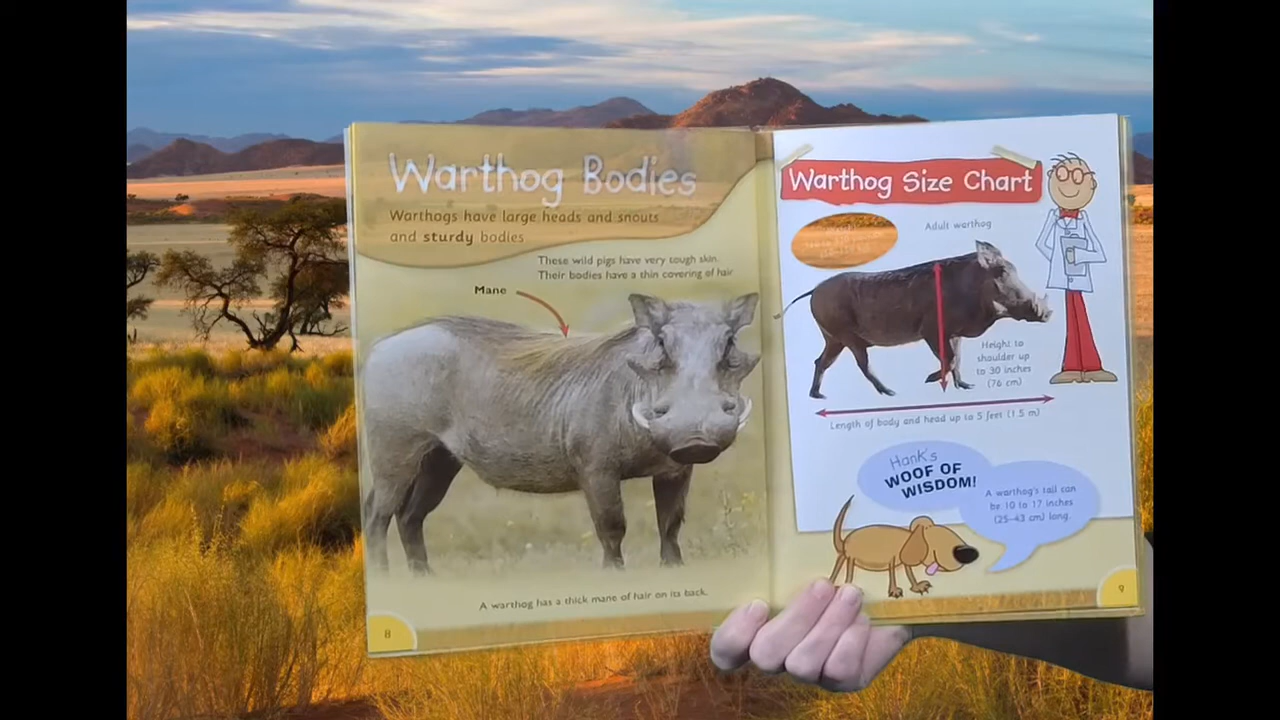 Warthog Bodies
Warthogs have large heads and snouts
and sturdy bodies
These wild pigs have very tough skin.
Their bodies have a thin covering of hair
Mane
A warthog has a thick mane of hair on its back.
8
Warthog Size Chart
Adult warthog
Height to
shoulder up
to 30 inches
(76 cm)
Length of body and head up to 5 feet (1.5 m)
Hank's
WOOF OF
WISDOM!
A warthog's tail can
be 10 to 17 inches
(25–43 cm) long.
9